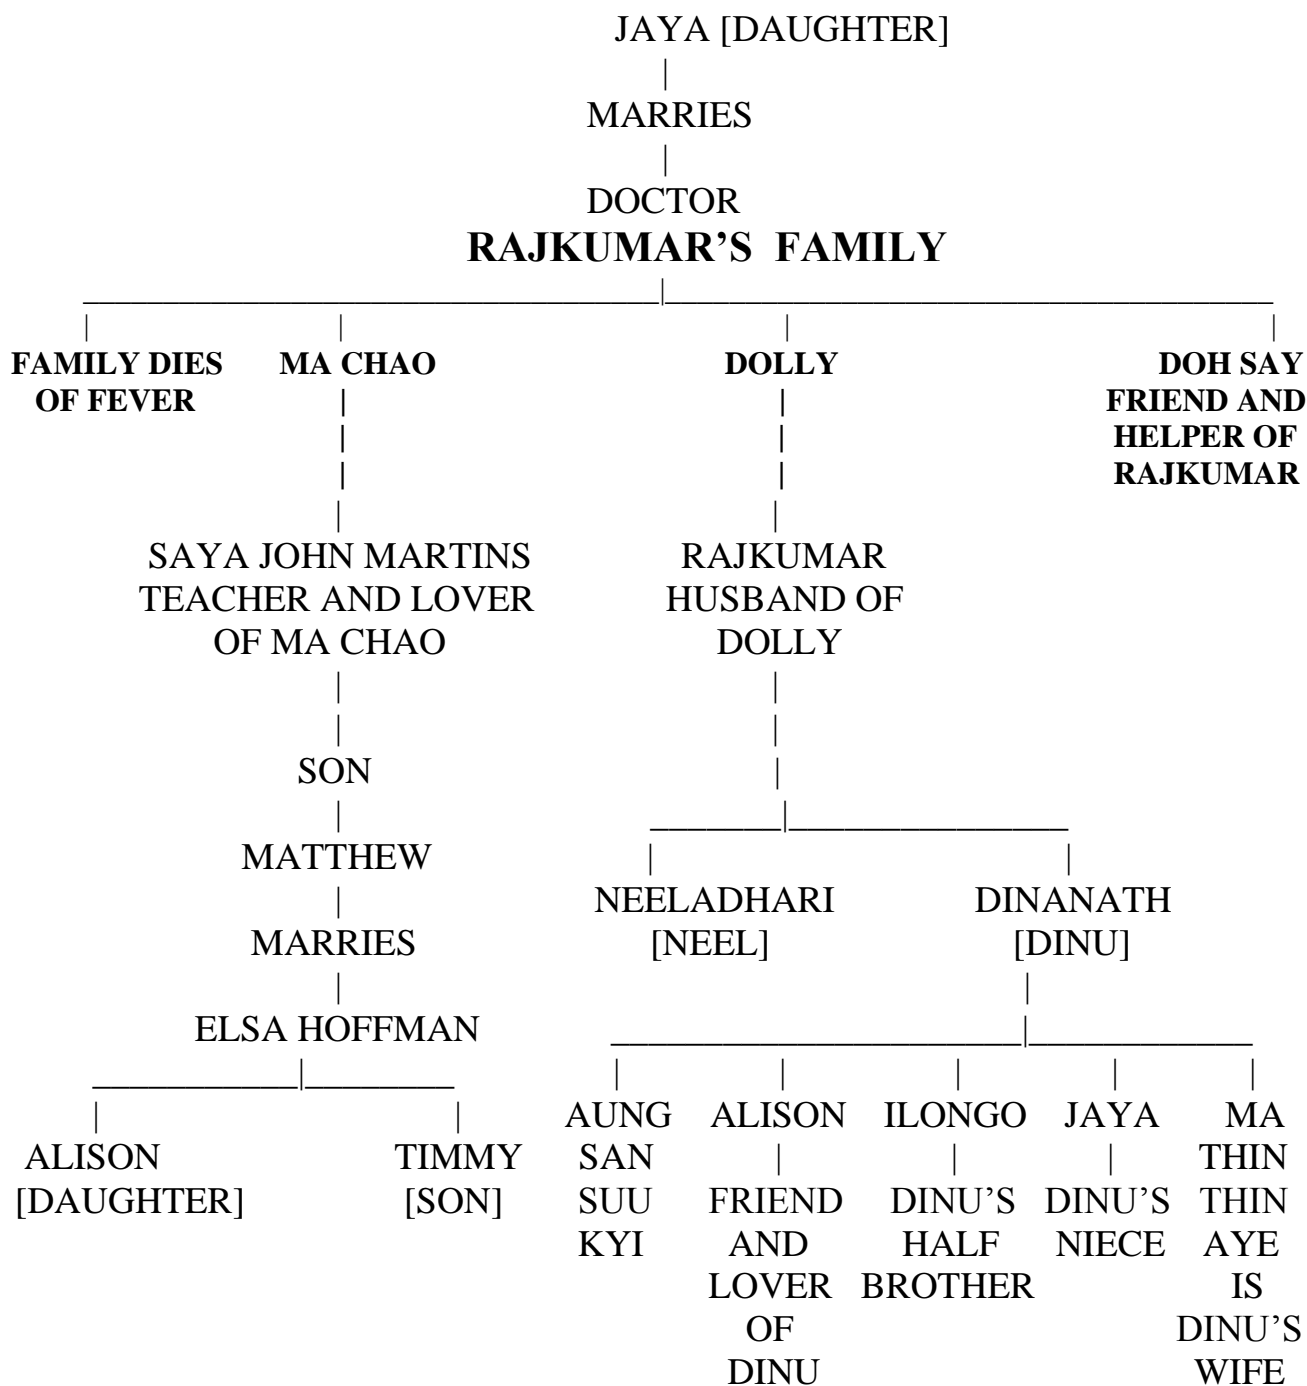 JAYA [DAUGHTER]
|
MARRIES
|
DOCTOR
RAJKUMAR’S FAMILY
FAMILY DIES MA CHAO DOLLY DOH SAY
OF FEVER | | FRIEND AND
| | HELPER OF
| | RAJKUMAR
| |
SAYA JOHN MARTINS RAJKUMAR
TEACHER AND LOVER HUSBAND OF
OF MA CHAO DOLLY
| |
| |
SON |
|
MATTHEW | |
| NEELADHARI DINANATH
MARRIES [NEEL] [DINU]
| |
ELSA HOFFMAN
| | | | | | |
ALISON TIMMY AUNG ALISON ILONGO JAYA MA
[DAUGHTER] [SON] SAN | | | THIN
SUU FRIEND DINU’S DINU’S THIN
KYI AND HALF NIECE AYE
LOVER BROTHER IS
OF DINU’S
DINU WIFE